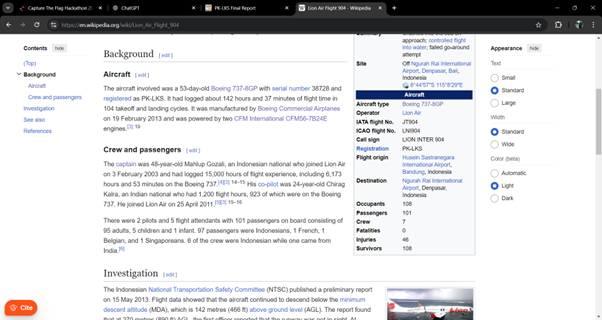 Capture The Flag Hackathon 2
ChatGPT
PK-LKS Final Report
Lion Air Flight 904 - Wikipedia
https://en.wikipedia.org/wiki/Lion_Air_Flight_904
Contents hide
(Top)
Background
Aircraft
Crew and passengers
Investigation
See also
References
Background [edit]
Aircraft [edit]
The aircraft involved was a 53-day-old Boeing 737-8GP with serial number 38728 and
registered as PK-LKS. It had logged about 142 hours and 37 minutes of flight time in
104 takeoff and landing cycles. It was manufactured by Boeing Commercial Airplanes
on 19 February 2013 and was powered by two CFM International CFM56-7B24E
engines.[3]: 19
Crew and passengers [edit]
The captain was 48-year-old Mahlup Gozali, an Indonesian national who joined Lion Air
on 3 February 2003 and had logged 15,000 hours of flight experience, including 6,173
hours and 53 minutes on the Boeing 737.[4][3]: 14–15 His co-pilot was 24-year-old Chirag
Kalra, an Indian national who had 1,200 flight hours, 923 of which were on the Boeing
737. He joined Lion Air on 25 April 2011.[5][3]: 15–16
There were 2 pilots and 5 flight attendants with 101 passengers on board consisting of
95 adults, 5 children and 1 infant. 97 passengers were Indonesians, 1 French, 1
Belgian, and 1 Singaporeans. 6 of the crew were Indonesian while one came from
India.[6]
Investigation [edit]
The Indonesian National Transportation Safety Committee (NTSC) published a preliminary report
on 15 May 2013. Flight data showed that the aircraft continued to descend below the minimum
descent altitude (MDA), which is 142 metres (466 ft) above ground level (AGL). The report found
that at 270 metres (890 ft) AGL, the first officer reported that the runway was not in sight. At
Summary
approach; controlled flight
into water; failed go-around
attempt
Site Off Ngurah Rai International
Airport, Denpasar, Bali,
Indonesia
8°44′57″S 115°8′29″E
Aircraft
Aircraft type Boeing 737-8GP
Operator Lion Air
IATA flight No. JT904
ICAO flight No. LNI904
Call sign LION INTER 904
Registration PK-LKS
Flight origin Husein Sastranegara
International Airport,
Bandung, Indonesia
Destination Ngurah Rai International
Airport, Denpasar,
Indonesia
Occupants 108
Passengers 101
Crew 7
Fatalities 0
Injuries 46
Survivors 108
Appearance hide
Text
Small
Standard
Large
Width
Standard
Wide
Color (beta)
Automatic
Light
Dark
Cite